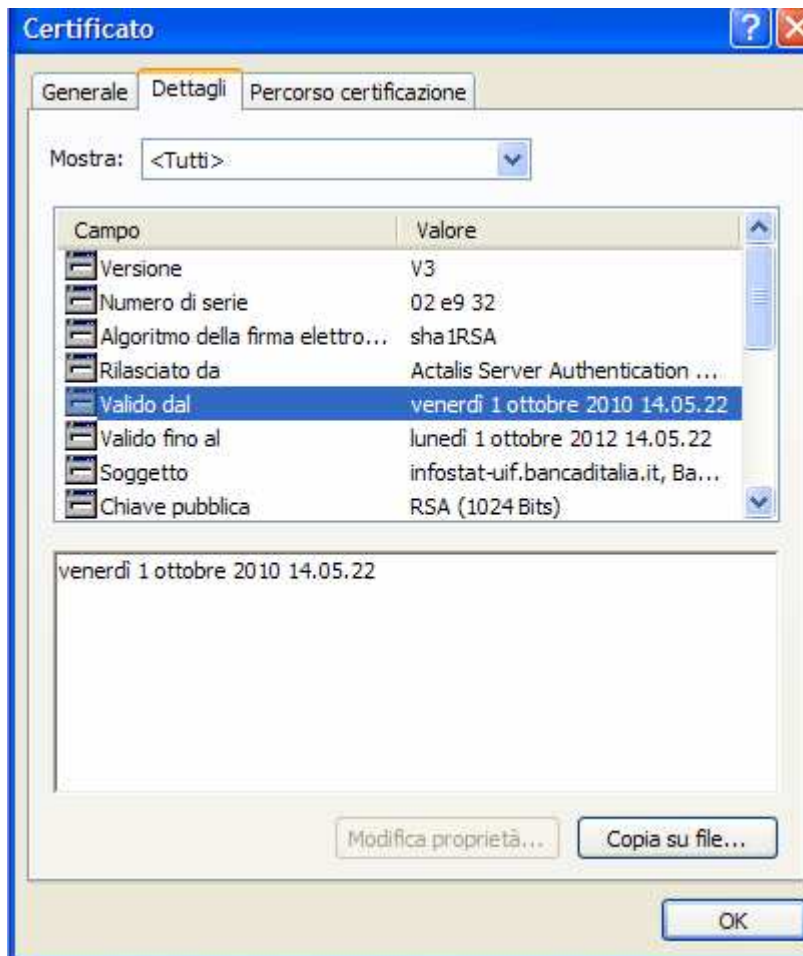 Certificato
Generale Dettagli Percorso certificazione
Mostra: <Tutti>
Campo Valore
Versione V3
Numero di serie 02 e9 32
Algoritmo della firma elettro... sha1RSA
Rilasciato da Actalis Server Authentication ...
Valido dal venerdì 1 ottobre 2010 14.05.22
Valido fino al lunedì 1 ottobre 2012 14.05.22
Soggetto infostat-uif.bancaditalia.it, Ba...
Chiave pubblica RSA (1024 Bits)
venerdì 1 ottobre 2010 14.05.22
Modifica proprietà... Copia su file...
OK